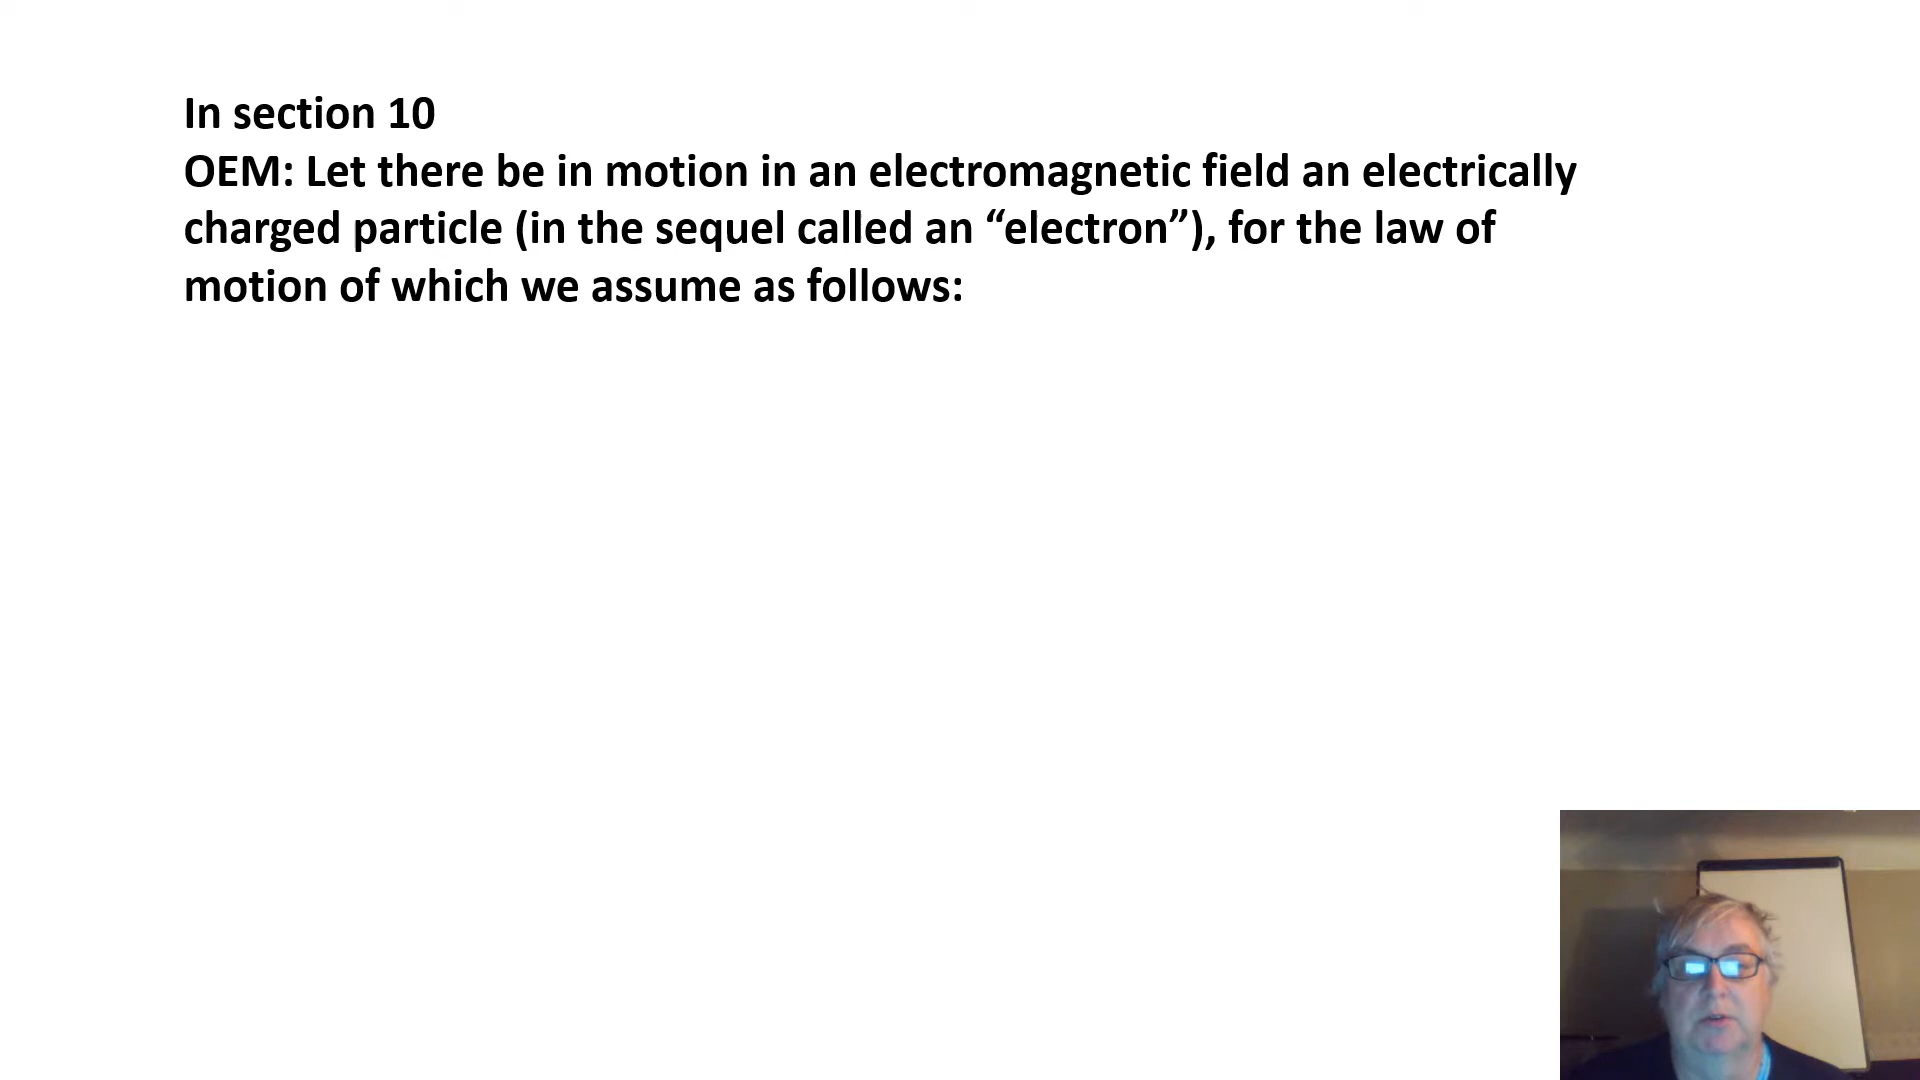 In section 10
OEM: Let there be in motion in an electromagnetic field an electrically
charged particle (in the sequel called an “electron”), for the law of
motion of which we assume as follows: